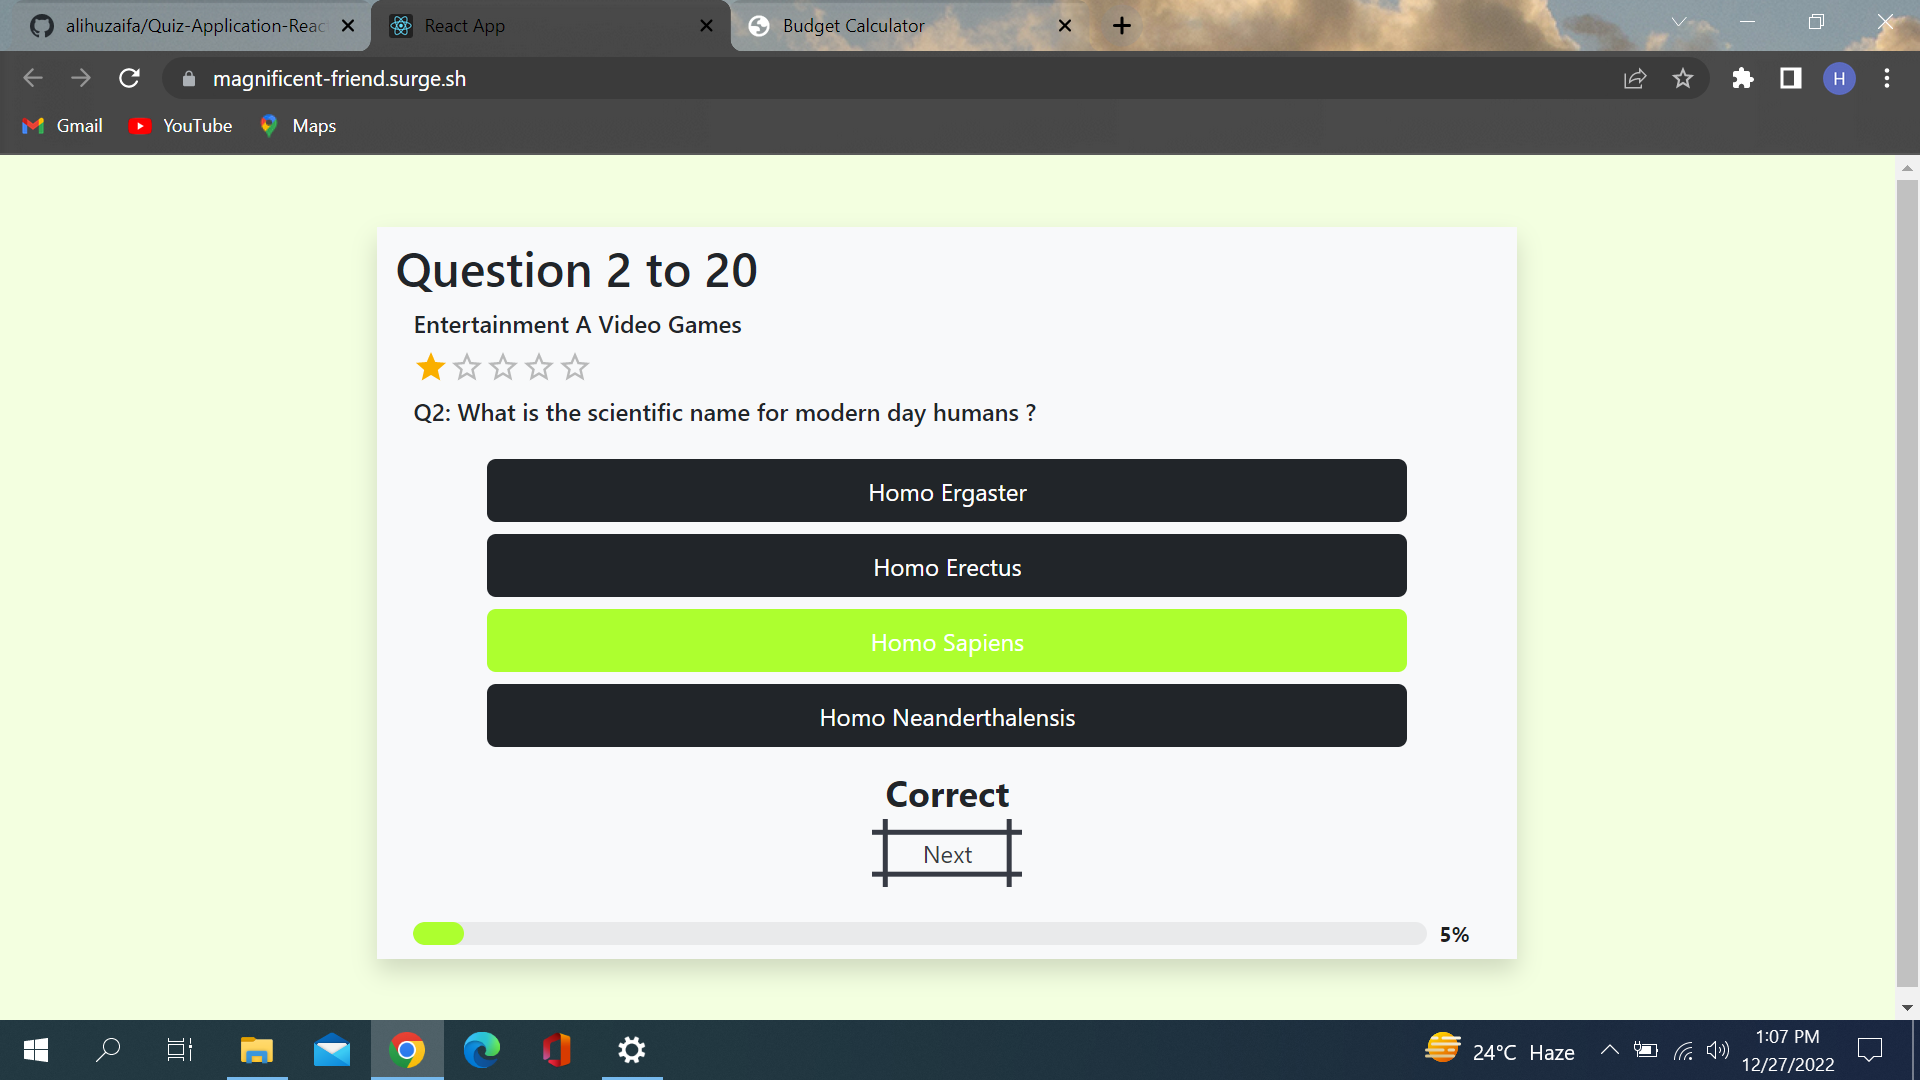 alihuzaifa/Quiz-Application-Reac
React App
Budget Calculator
magnificent-friend.surge.sh
H
Gmail
YouTube
Maps
Question 2 to 20
Entertainment A Video Games
Q2: What is the scientific name for modern day humans ?
Homo Ergaster
Homo Erectus
Homo Sapiens
Homo Neanderthalensis
Correct
Next
5%
24°C Haze
1:07 PM
12/27/2022